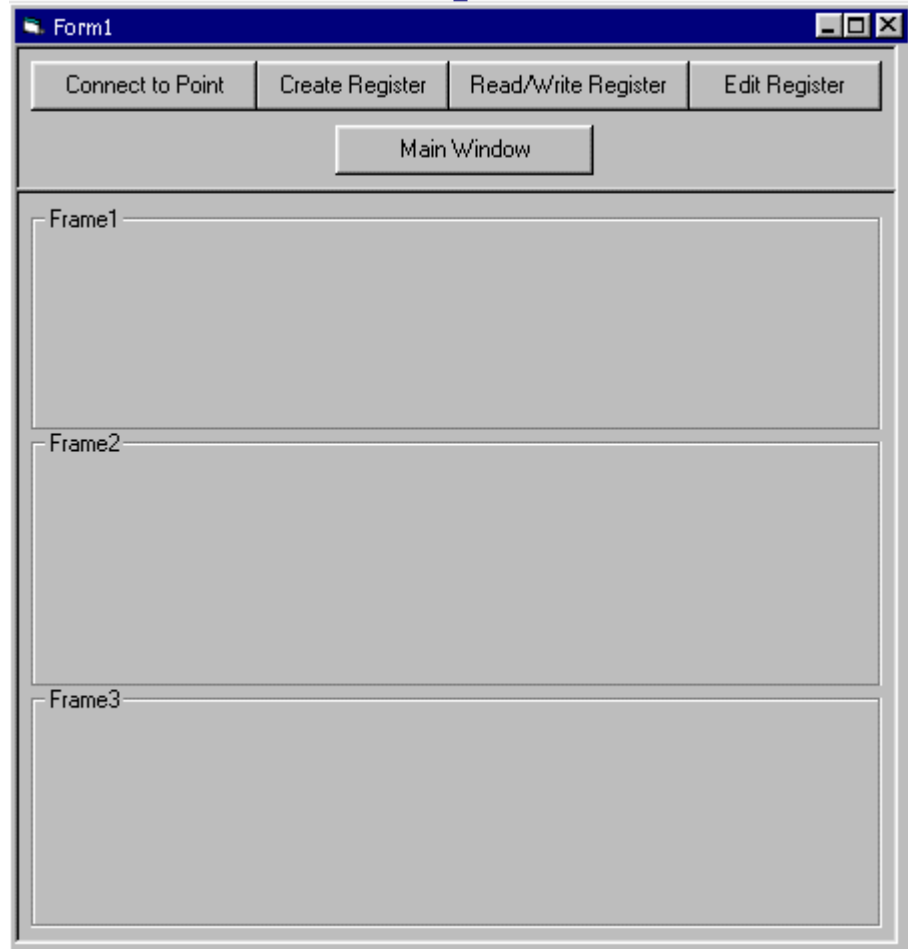 Form1
Connect to Point Create Register Read/Write Register Edit Register
Main Window
Frame1
Frame2
Frame3